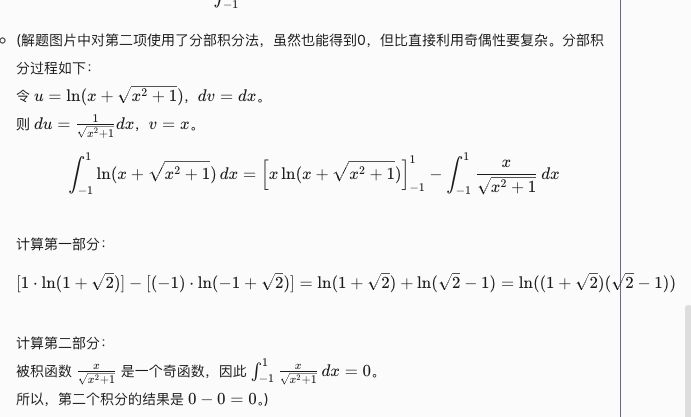 ∫₋₁
(解题图片中对第二项使用了分部积分法，虽然也能得到0，但比直接利用奇偶性要复杂。分部积
分过程如下：
令 $u = \ln(x + \sqrt{x^2+1})$，$dv = dx$。
则 $du = \frac{1}{\sqrt{x^2+1}}dx$，$v = x$。
$\int_{-1}^{1} \ln(x + \sqrt{x^2+1})\,dx = \left[x\ln(x + \sqrt{x^2+1})\right]_{-1}^{1} - \int_{-1}^{1} \frac{x}{\sqrt{x^2+1}}\,dx$
计算第一部分：
$[1 \cdot \ln(1+\sqrt{2})] - [(-1) \cdot \ln(-1+\sqrt{2})] = \ln(1+\sqrt{2}) + \ln(\sqrt{2}-1) = \ln((1+\sqrt{2})(\sqrt{2}-1))$
计算第二部分：
被积函数 $\frac{x}{\sqrt{x^2+1}}$ 是一个奇函数，因此 $\int_{-1}^{1} \frac{x}{\sqrt{x^2+1}}\,dx = 0$。
所以，第二个积分的结果是 $0 - 0 = 0$。)